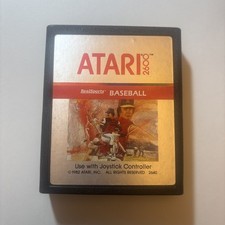 ATARI 2600
RealSports BASEBALL
Use with Joystick Controller
© 1982 ATARI, INC. ALL RIGHTS RESERVED